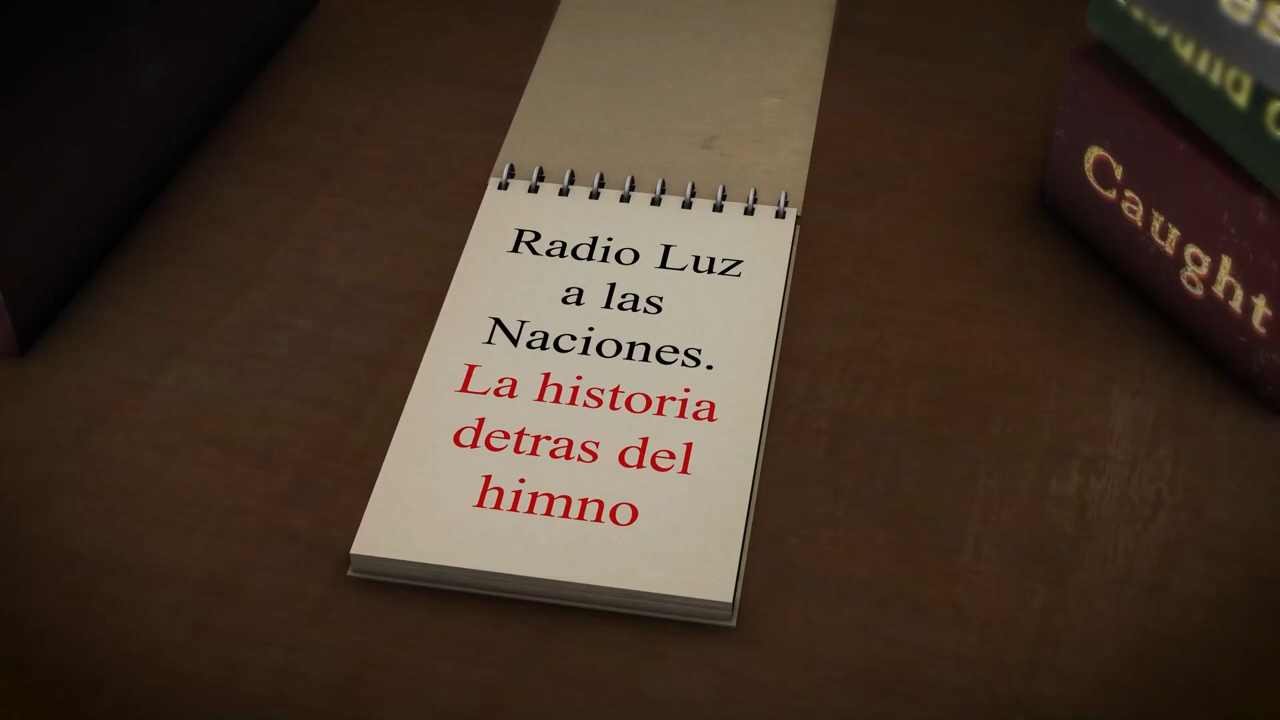 Radio Luz
a las
Naciones.
La historia
detras del
himno
Caught